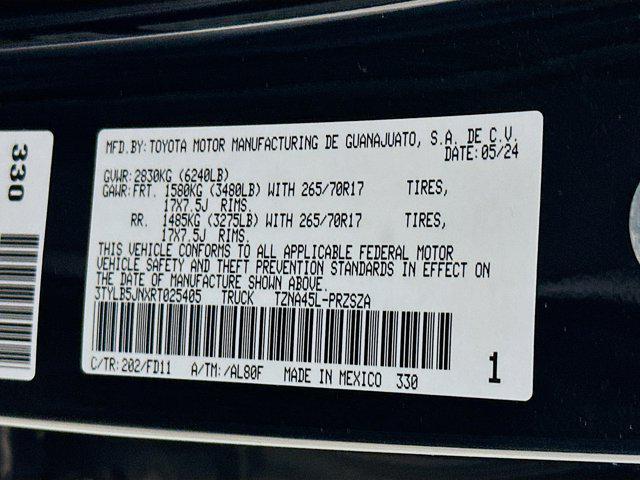 330
MFD.BY:TOYOTA MOTOR MANUFACTURING DE GUANAJUATO, S.A. DE C.V.
DATE:05/24
GVWR:2830KG (6240LB)
GAWR:FRT. 1580KG (3480LB) WITH 265/70R17 TIRES,
17X7.5J RIMS.
RR. 1485KG (3275LB) WITH 265/70R17 TIRES,
17X7.5J RIMS.
THIS VEHICLE CONFORMS TO ALL APPLICABLE FEDERAL MOTOR
VEHICLE SAFETY AND THEFT PREVENTION STANDARDS IN EFFECT ON
THE DATE OF MANUFACTURE SHOWN ABOVE.
3TYLB5JNXRT025405 TRUCK TZNA45L-PRZSZA
C/TR:202/FD11 A/TM:/AL80F MADE IN MEXICO 330
1